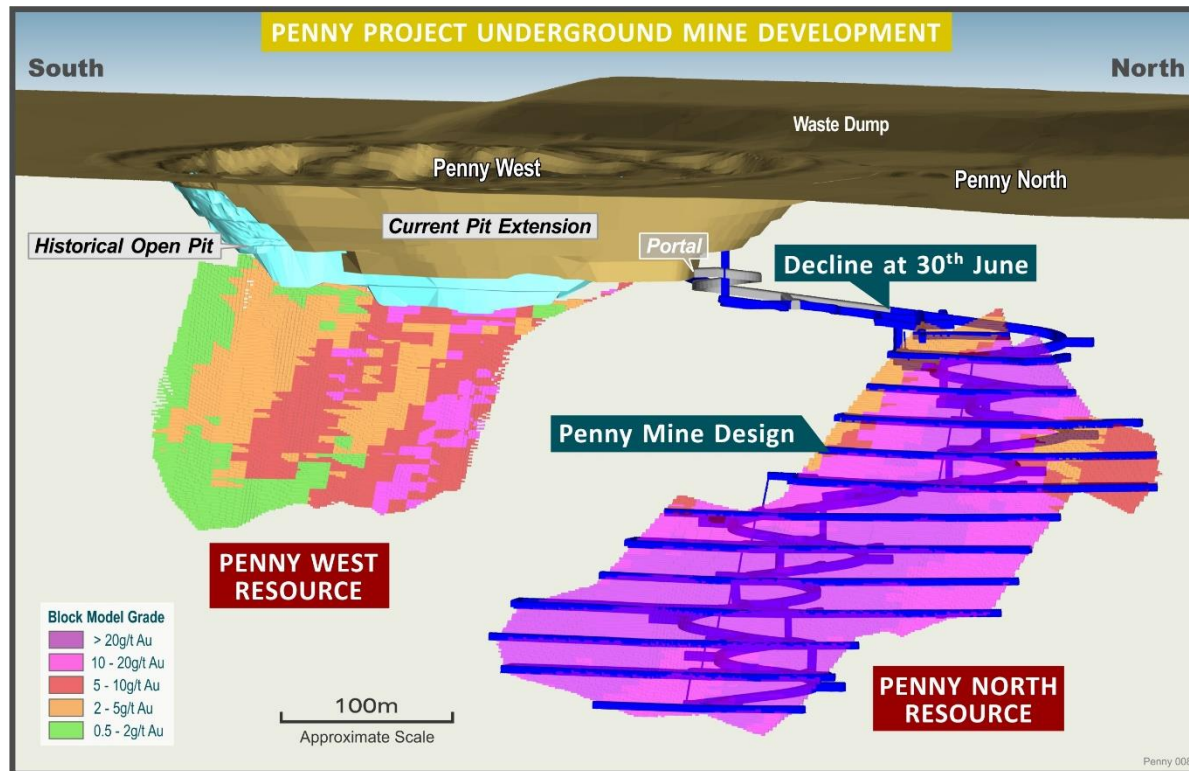 PENNY PROJECT UNDERGROUND MINE DEVELOPMENT
South
North
Waste Dump
Penny West
Penny North
Current Pit Extension
Historical Open Pit
Portal
Decline at 30th June
Penny Mine Design
PENNY WEST
RESOURCE
Block Model Grade
> 20g/t Au
10 - 20g/t Au
5 - 10g/t Au
2 - 5g/t Au
0.5 - 2g/t Au
100m
Approximate Scale
PENNY NORTH
RESOURCE
Penny 008